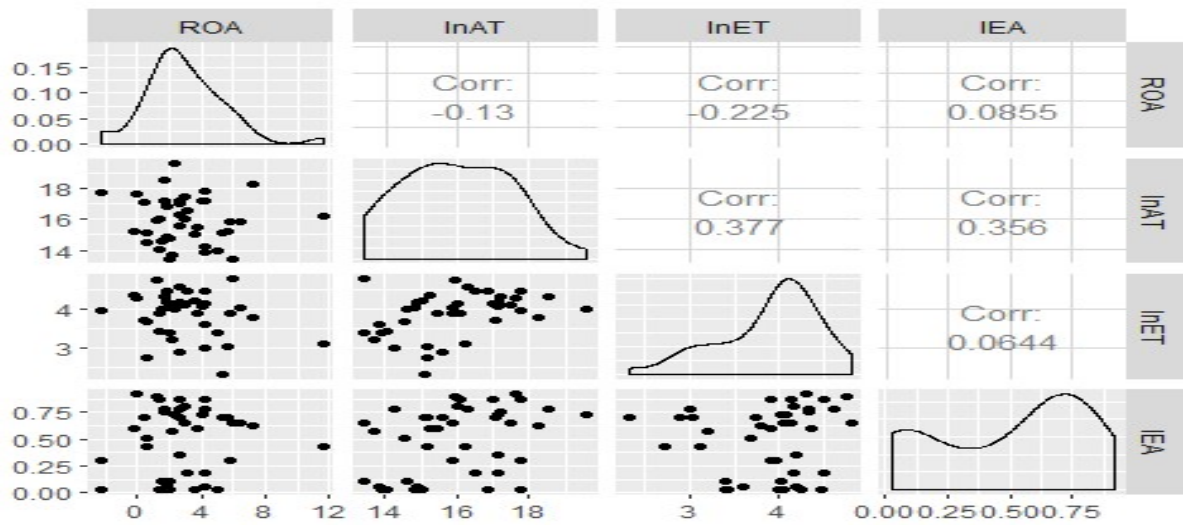 ROA lnAT lnET IEA
0.15
0.10
0.05
0.00
Corr:
-0.13
Corr:
-0.225
Corr:
0.0855
ROA
18
16
14
Corr:
0.377
Corr:
0.356
lnAT
4
3
Corr:
0.0644
lnET
0.75
0.50
0.25
0.00
IEA
0 4 8 12 14 16 18 3 4 0.00 0.25 0.50 0.75